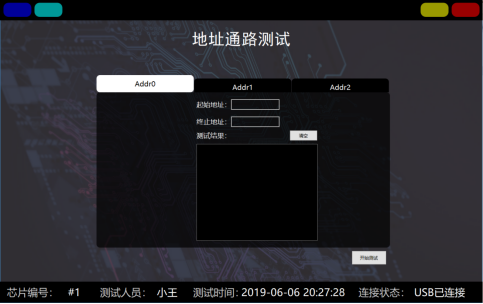 地址通路测试
Addr0 Addr1 Addr2
起始地址：
终止地址：
测试结果： 清空
开始测试
芯片编号： #1 测试人员： 小王 测试时间：2019-06-06 20:27:28 连接状态： USB已连接